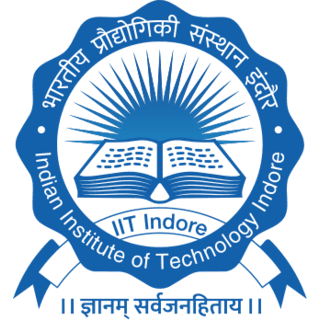 भारतीय प्रौद्योगिकी संस्थान इंदौर
IIT Indore
Indian Institute of Technology Indore
।। ज्ञानम् सर्वजनहिताय ।।